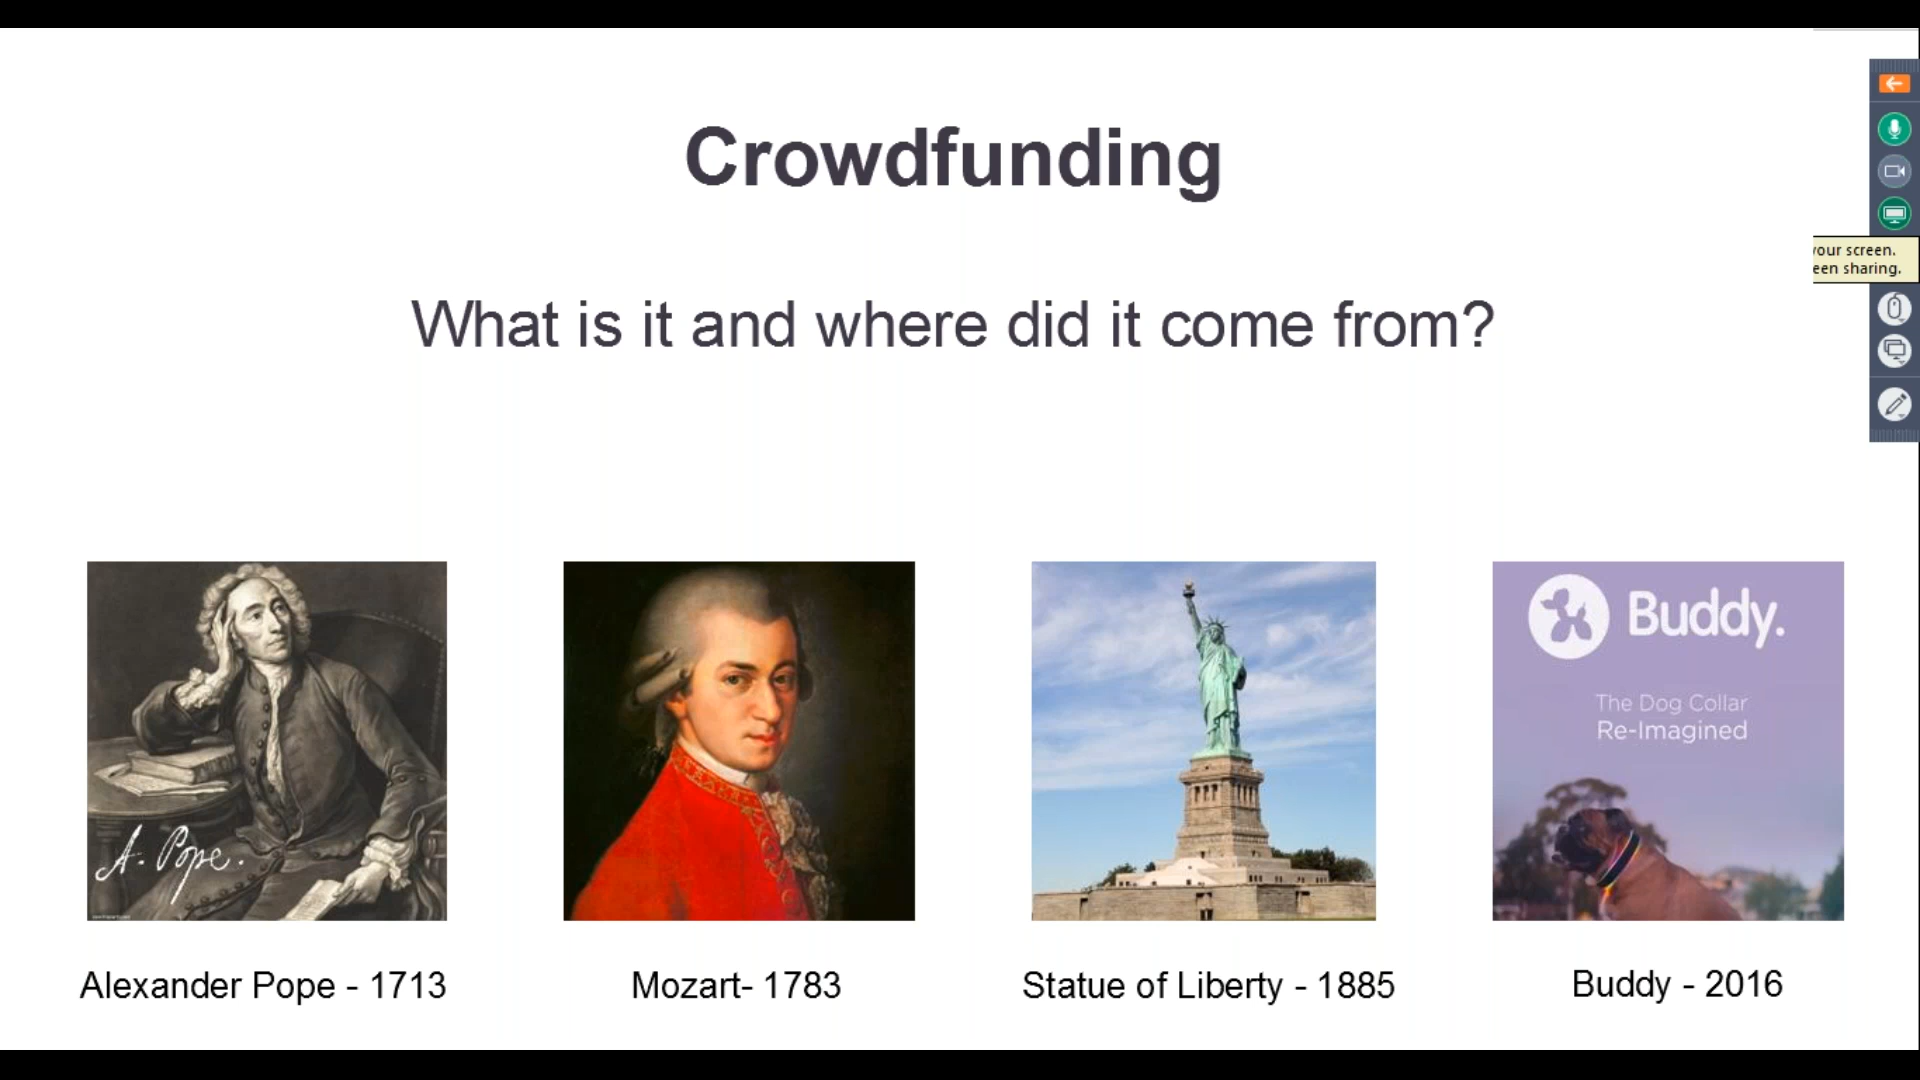 Crowdfunding
your screen.
een sharing.
What is it and where did it come from?
Buddy.
The Dog Collar
Re-Imagined
A. Pope.
Alexander Pope - 1713
Mozart- 1783
Statue of Liberty - 1885
Buddy - 2016